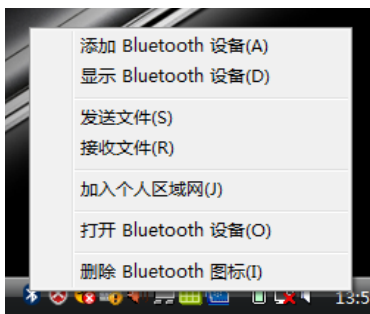 添加 Bluetooth 设备(A)
显示 Bluetooth 设备(D)
发送文件(S)
接收文件(R)
加入个人区域网(J)
打开 Bluetooth 设备(O)
删除 Bluetooth 图标(I)
13:5